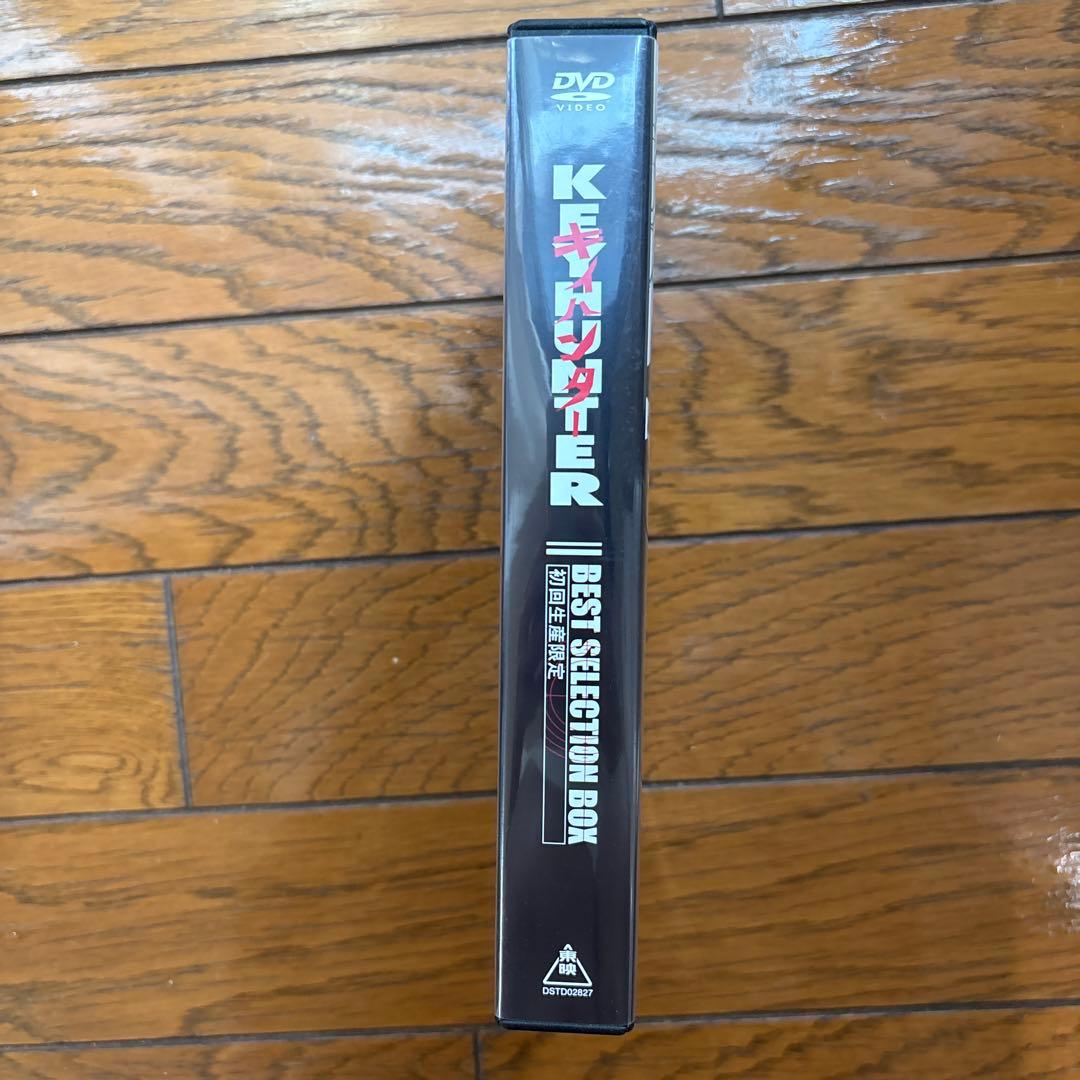 DVD
VIDEO
KEYHUNTER
キイハンター
BEST SELECTION BOX
初回生産限定
東映
DSTD02827